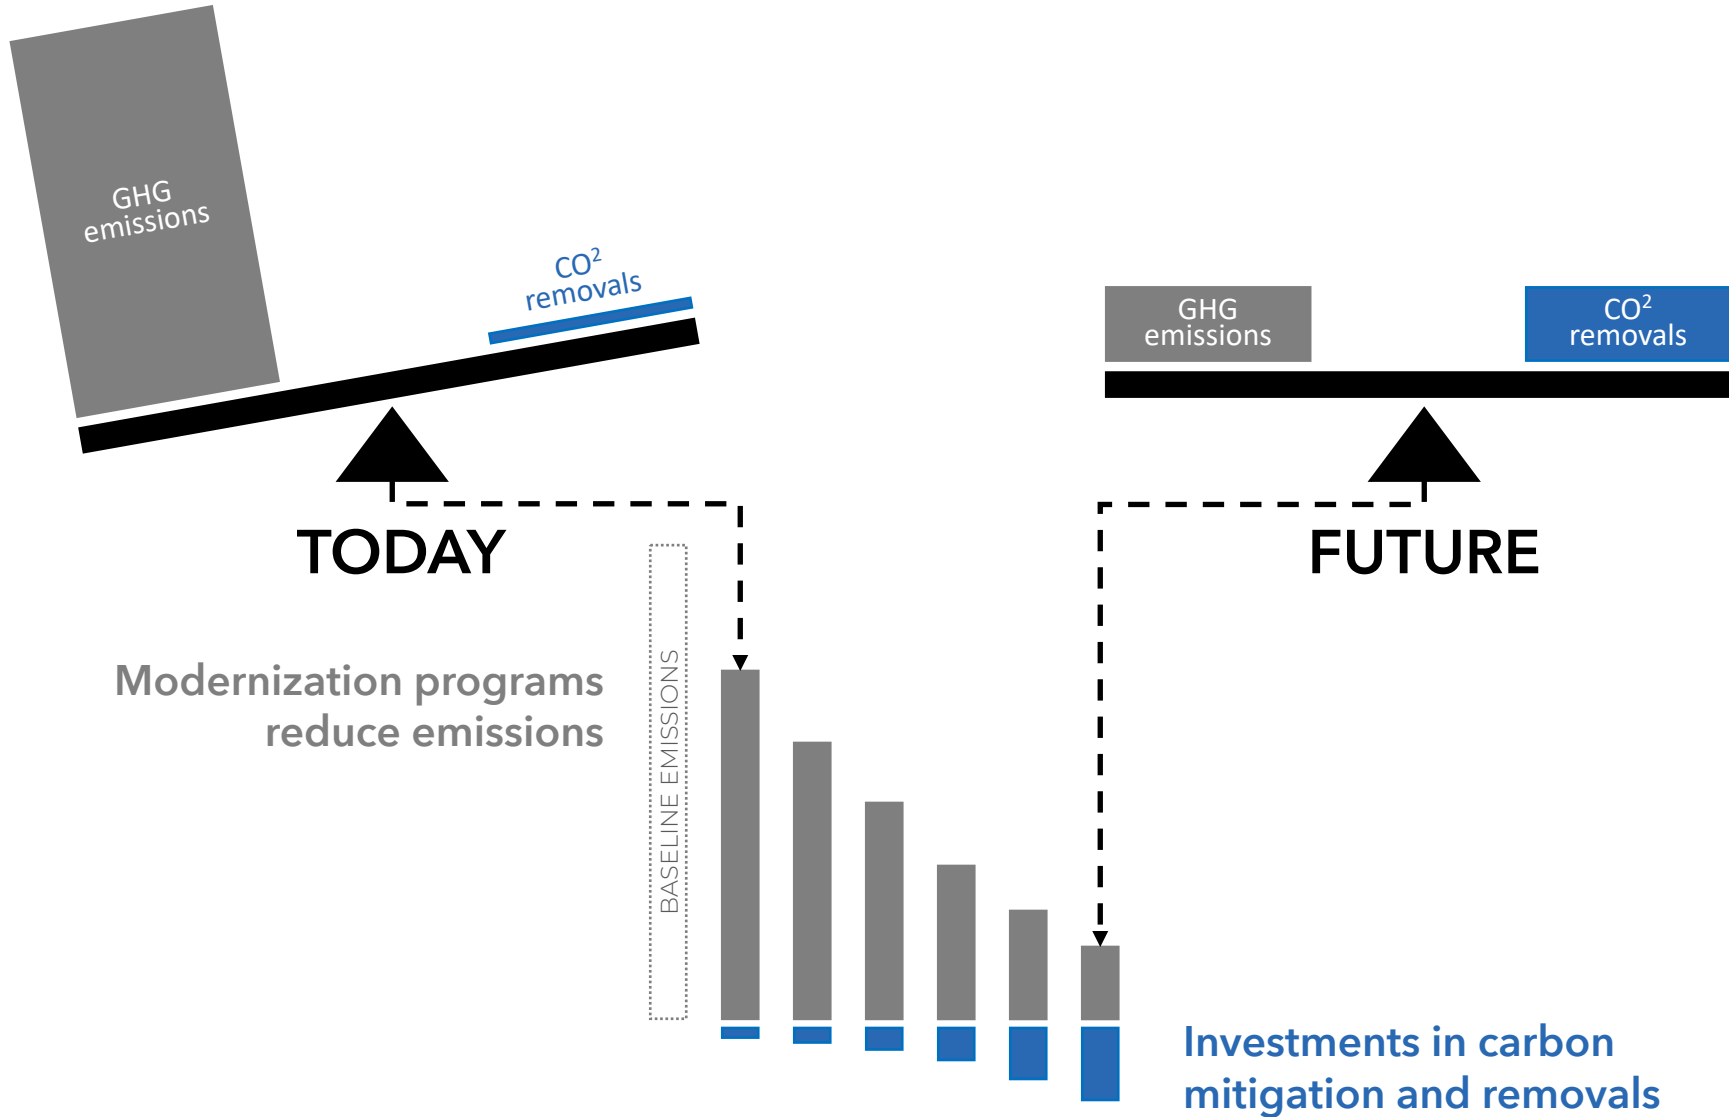 GHG
emissions
CO²
removals
GHG
emissions
CO²
removals
TODAY
FUTURE
Modernization programs
reduce emissions
BASELINE EMISSIONS
Investments in carbon
mitigation and removals